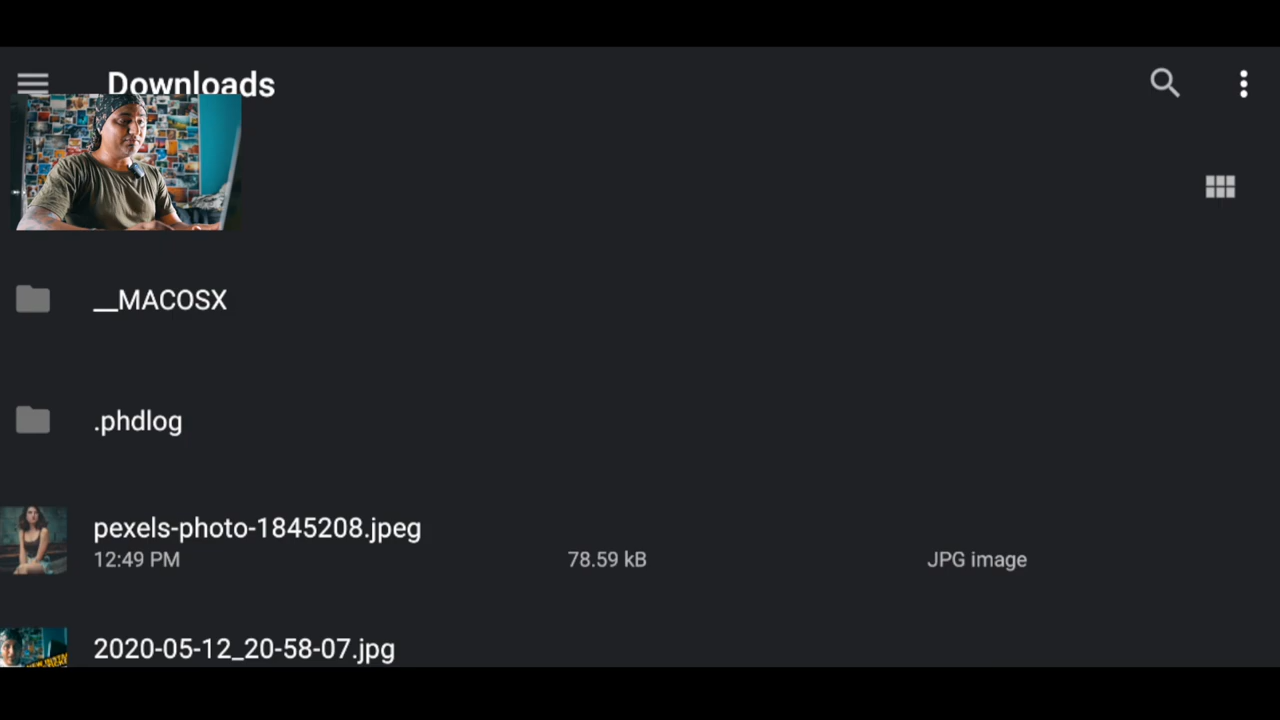 Downloads
__MACOSX
.phdlog
pexels-photo-1845208.jpeg
12:49 PM 78.59 kB JPG image
2020-05-12_20-58-07.jpg